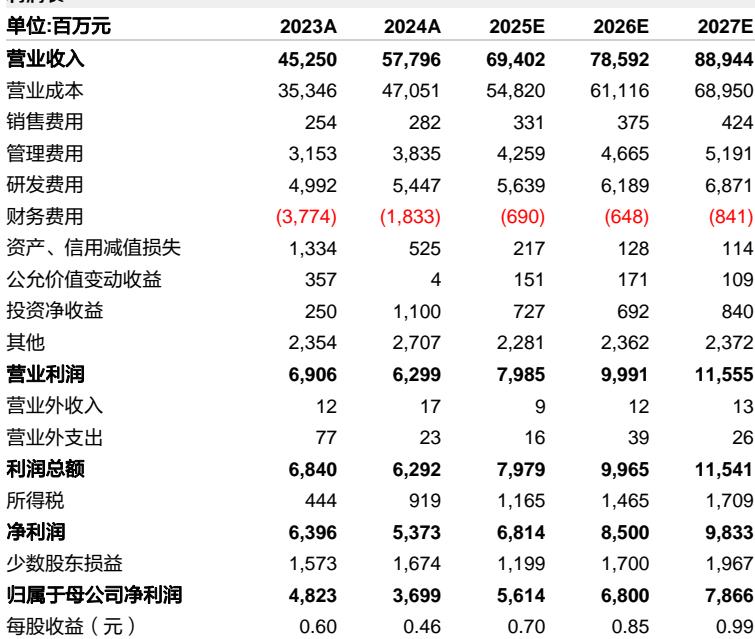 单位:百万元 2023A 2024A 2025E 2026E 2027E
营业收入 45,250 57,796 69,402 78,592 88,944
营业成本 35,346 47,051 54,820 61,116 68,950
销售费用 254 282 331 375 424
管理费用 3,153 3,835 4,259 4,665 5,191
研发费用 4,992 5,447 5,639 6,189 6,871
财务费用 (3,774) (1,833) (690) (648) (841)
资产、信用减值损失 1,334 525 217 128 114
公允价值变动收益 357 4 151 171 109
投资净收益 250 1,100 727 692 840
其他 2,354 2,707 2,281 2,362 2,372
营业利润 6,906 6,299 7,985 9,991 11,555
营业外收入 12 17 9 12 13
营业外支出 77 23 16 39 26
利润总额 6,840 6,292 7,979 9,965 11,541
所得税 444 919 1,165 1,465 1,709
净利润 6,396 5,373 6,814 8,500 9,833
少数股东损益 1,573 1,674 1,199 1,700 1,967
归属于母公司净利润 4,823 3,699 5,614 6,800 7,866
每股收益（元） 0.60 0.46 0.70 0.85 0.99